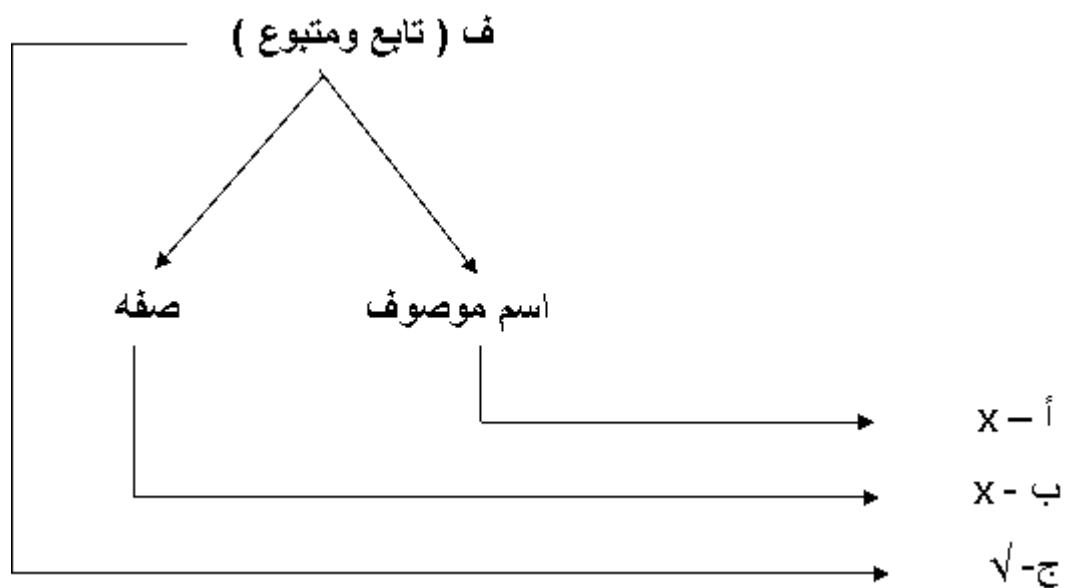 ف ( تابع ومتبوع )
اسم موصوف صفه
أ – x
ب - x
ج- √